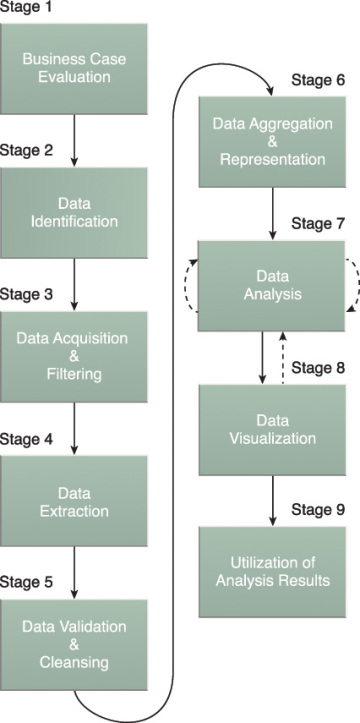 Stage 1
Business Case
Evaluation
Stage 2
Data
Identification
Stage 3
Data Acquisition
&
Filtering
Stage 4
Data
Extraction
Stage 5
Data Validation
&
Cleansing
Stage 6
Data Aggregation
&
Representation
Stage 7
Data
Analysis
Stage 8
Data
Visualization
Stage 9
Utilization of
Analysis Results